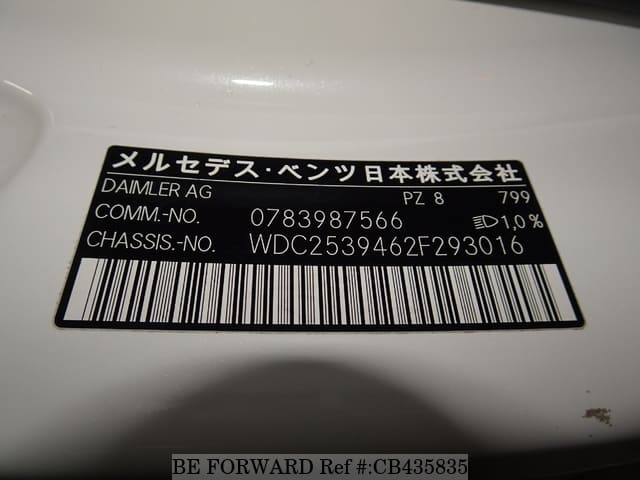 メルセデス・ベンツ日本株式会社
DAIMLER AG PZ 8 799
COMM.-NO. 0783987566 1,0%
CHASSIS.-NO. WDC2539462F293016
BE FORWARD Ref #:CB435835